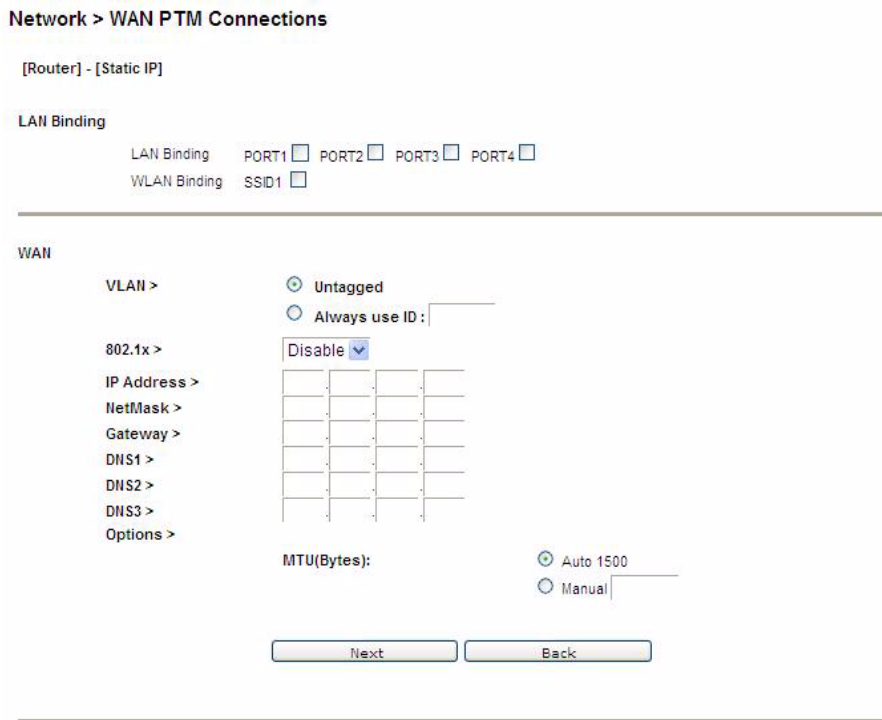 Network > WAN PTM Connections
[Router] - [Static IP]
LAN Binding
LAN Binding PORT1 PORT2 PORT3 PORT4
WLAN Binding SSID1
WAN
VLAN > Untagged
Always use ID :
802.1x > Disable
IP Address > . . .
NetMask > . . .
Gateway > . . .
DNS1 > . . .
DNS2 > . . .
DNS3 > . . .
Options >
MTU(Bytes): Auto 1500
Manual
Next Back